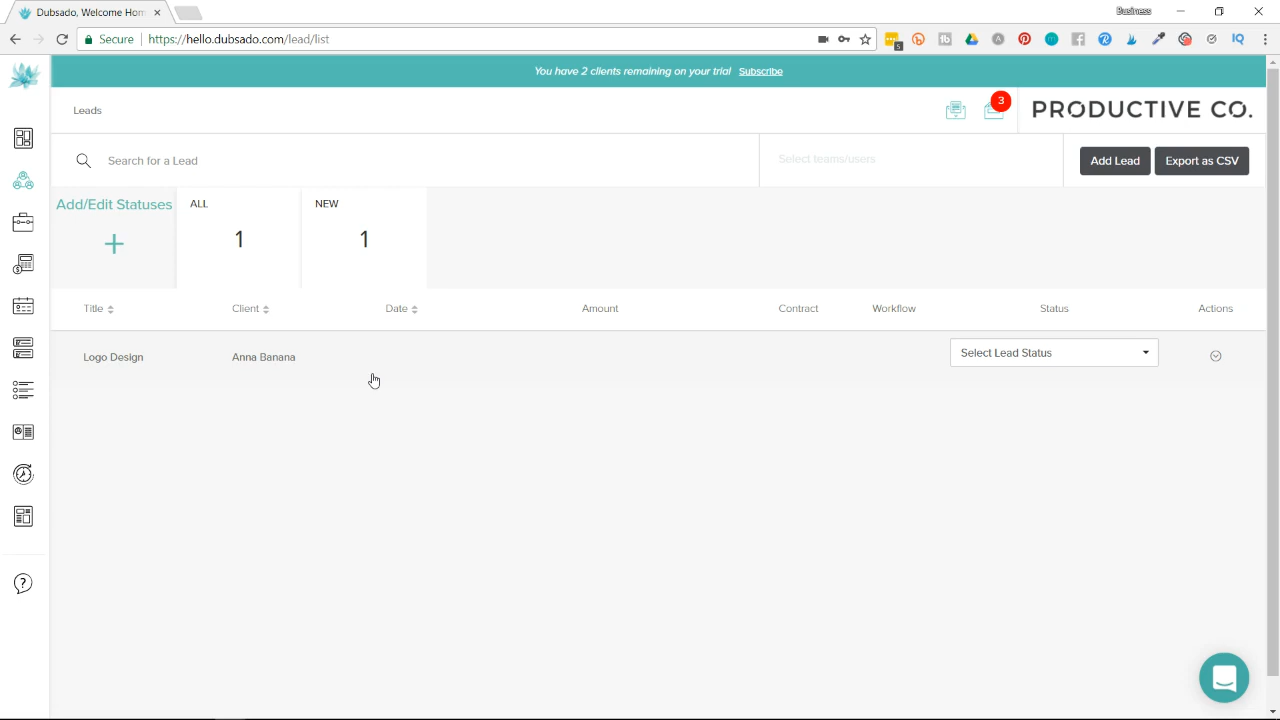 Dubsado, Welcome Hom
Business
Secure
https://hello.dubsado.com/lead/list
5
You have 2 clients remaining on your trial Subscribe
Leads
3
PRODUCTIVE CO.
Search for a Lead
Select teams/users
Add Lead
Export as CSV
Add/Edit Statuses
+
ALL
1
NEW
1
Title
Client
Date
Amount
Contract
Workflow
Status
Actions
Logo Design
Anna Banana
Select Lead Status